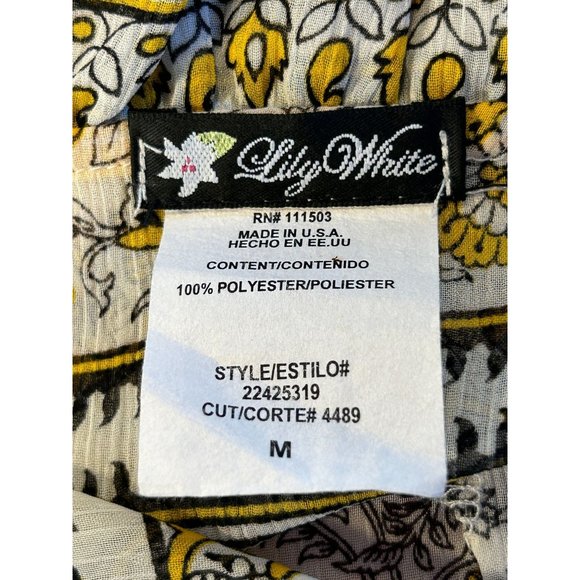 Lily White
RN# 111503
MADE IN U.S.A.
HECHO EN EE.UU
CONTENT/CONTENIDO
100% POLYESTER/POLIESTER
STYLE/ESTILO#
22425319
CUT/CORTE# 4489
M